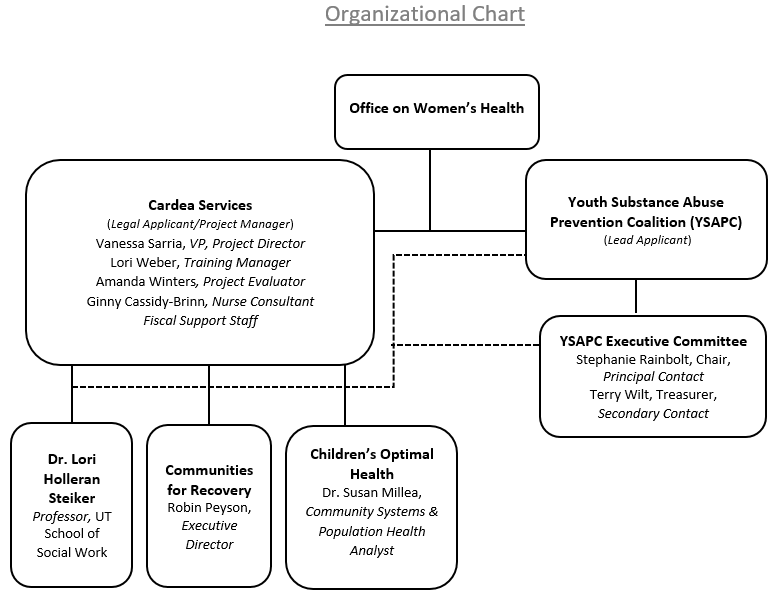 Organizational Chart
Office on Women's Health
Cardea Services
(Legal Applicant/Project Manager)
Vanessa Sarria, VP, Project Director
Lori Weber, Training Manager
Amanda Winters, Project Evaluator
Ginny Cassidy-Brinn, Nurse Consultant
Fiscal Support Staff
Youth Substance Abuse
Prevention Coalition (YSAPC)
(Lead Applicant)
YSAPC Executive Committee
Stephanie Rainbolt, Chair,
Principal Contact
Terry Wilt, Treasurer,
Secondary Contact
Dr. Lori
Holleran
Steiker
Professor, UT
School of
Social Work
Communities
for Recovery
Robin Peyson,
Executive
Director
Children's Optimal
Health
Dr. Susan Millea,
Community Systems &
Population Health
Analyst